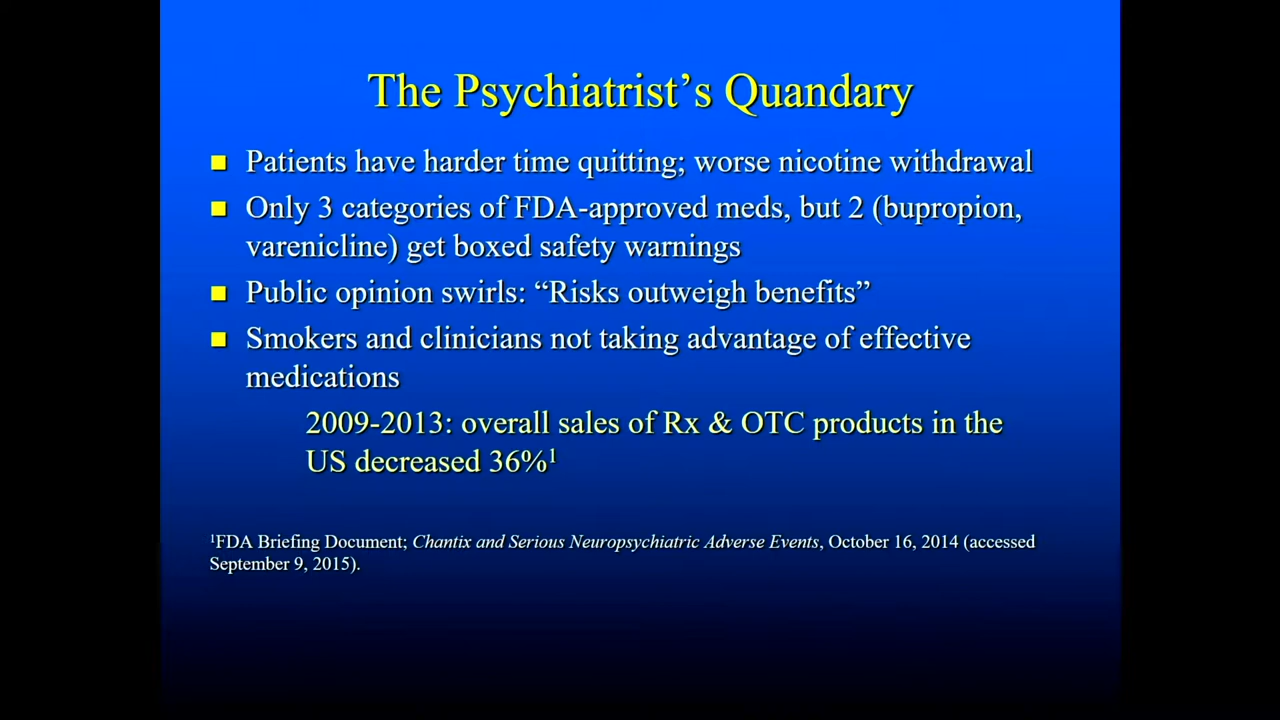 The Psychiatrist’s Quandary
Patients have harder time quitting; worse nicotine withdrawal
Only 3 categories of FDA-approved meds, but 2 (bupropion,
varenicline) get boxed safety warnings
Public opinion swirls: “Risks outweigh benefits”
Smokers and clinicians not taking advantage of effective
medications
2009-2013: overall sales of Rx & OTC products in the
US decreased 36%¹
¹FDA Briefing Document; Chantix and Serious Neuropsychiatric Adverse Events, October 16, 2014 (accessed
September 9, 2015).